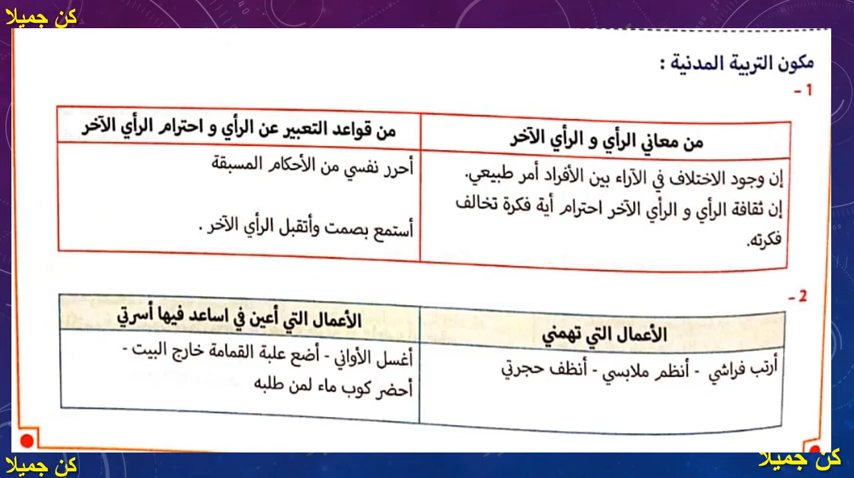 كن جميلا
مكون التربية المدنية :
1 -
من معاني الرأي و الرأي الآخر
من قواعد التعبير عن الرأي و احترام الرأي الآخر
إن وجود الاختلاف في الآراء بين الأفراد أمر طبيعي.
إن ثقافة الرأي و الرأي الآخر احترام أية فكرة تخالف
فكرته.
أحرر نفسي من الأحكام المسبقة
أستمع بصمت وأتقبل الرأي الآخر .
2 -
الأعمال التي تهمني
الأعمال التي أعين في اساعد فيها أسرتي
أرتب فراشي - أنظم ملابسي - أنظف حجرتي
أغسل الأواني - أضع علبة القمامة خارج البيت -
أحضر كوب ماء لمن طلبه
كن جميلا
كن جميلا